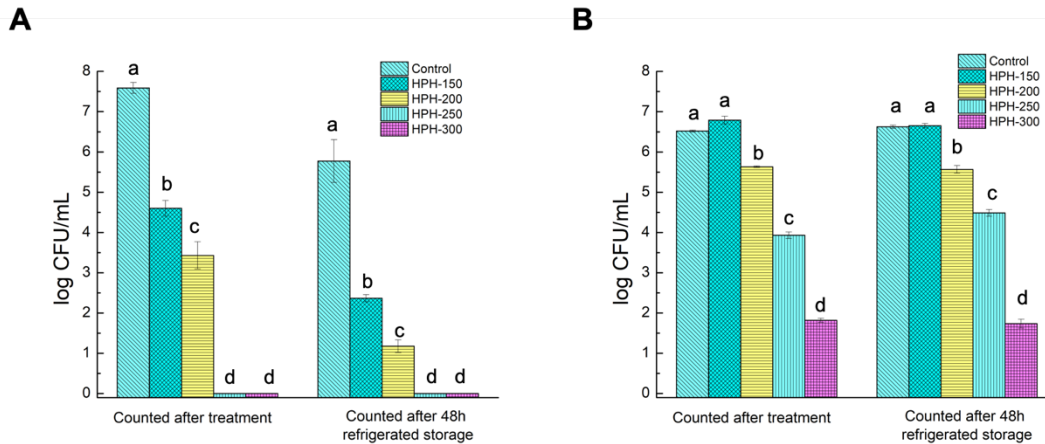 A
log CFU/mL
8
7
6
5
4
3
2
1
0
a
b
c
d
d
a
b
c
d
d
Control
HPH-150
HPH-200
HPH-250
HPH-300
Counted after treatment
Counted after 48h
refrigerated storage
B
log CFU/mL
8
7
6
5
4
3
2
1
0
a
a
b
c
d
a
a
b
c
d
Control
HPH-150
HPH-200
HPH-250
HPH-300
Counted after treatment
Counted after 48h
refrigerated storage